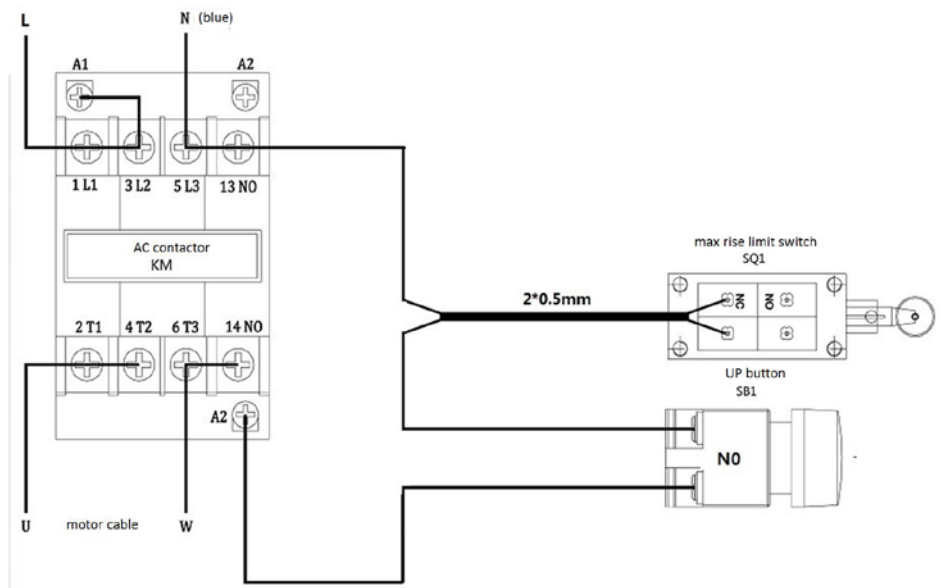 L
N (blue)
A1
A2
1 L1
3 L2
5 L3
13 NO
AC contactor
KM
2 T1
4 T2
6 T3
14 NO
A2
U
motor cable
W
2*0.5mm
max rise limit switch
SQ1
NC
NO
UP button
SB1
N0